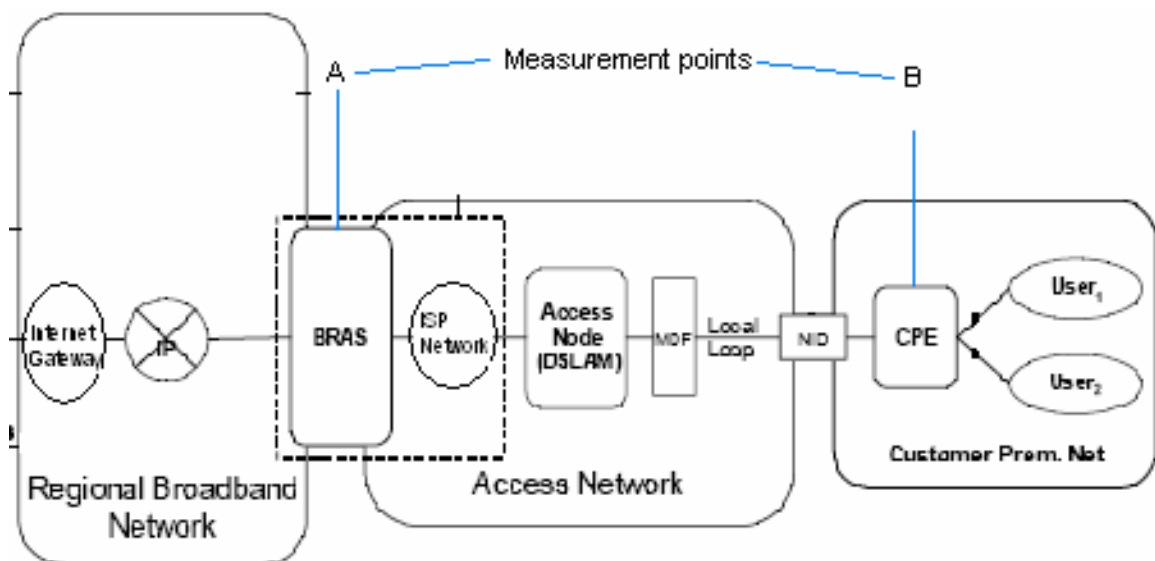 Measurement points
A
B
Internet
Gateway
IP
BRAS
ISP
Network
Access
Node
(DSLAM)
MDF
Local
Loop
NID
CPE
User1
User2
Customer Prem. Net
Regional Broadband
Network
Access Network